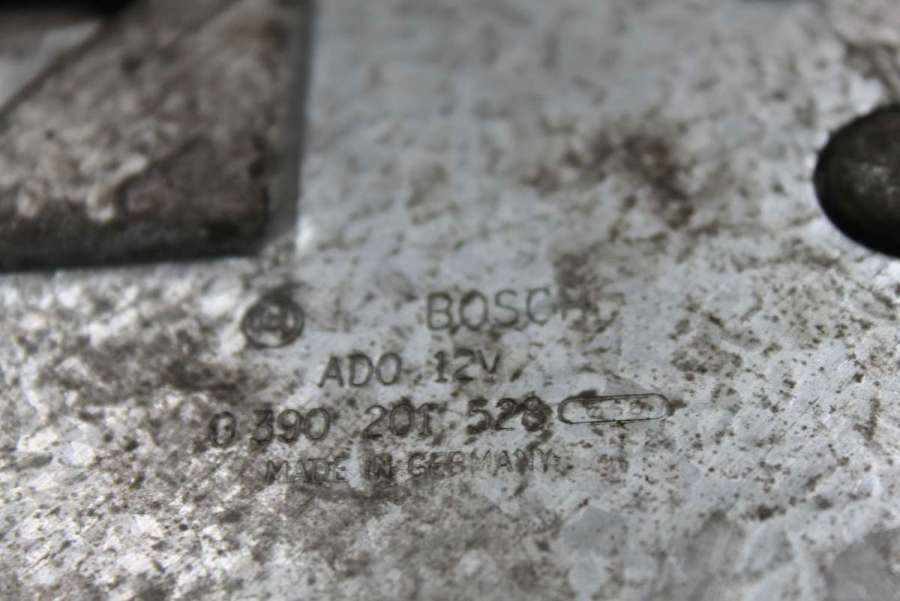 BOSCH
ADO 12V
0 390 201 528
MADE IN GERMANY